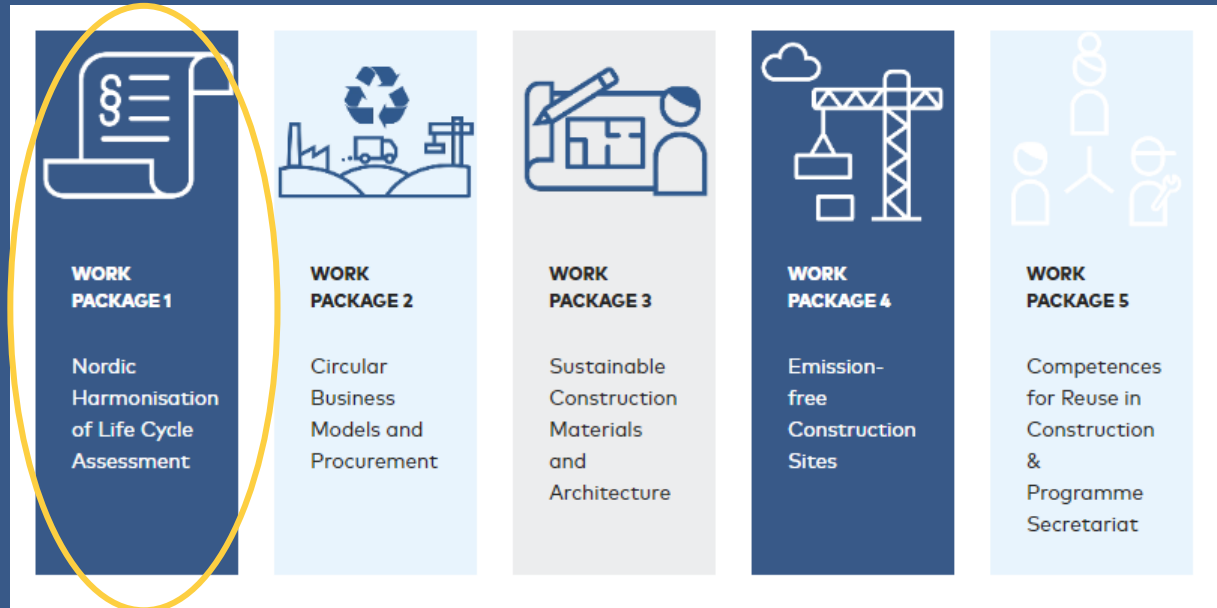 §
WORK
PACKAGE 1
Nordic
Harmonisation
of Life Cycle
Assessment
WORK
PACKAGE 2
Circular
Business
Models and
Procurement
WORK
PACKAGE 3
Sustainable
Construction
Materials
and
Architecture
WORK
PACKAGE 4
Emission-
free
Construction
Sites
WORK
PACKAGE 5
Competences
for Reuse in
Construction
&
Programme
Secretariat